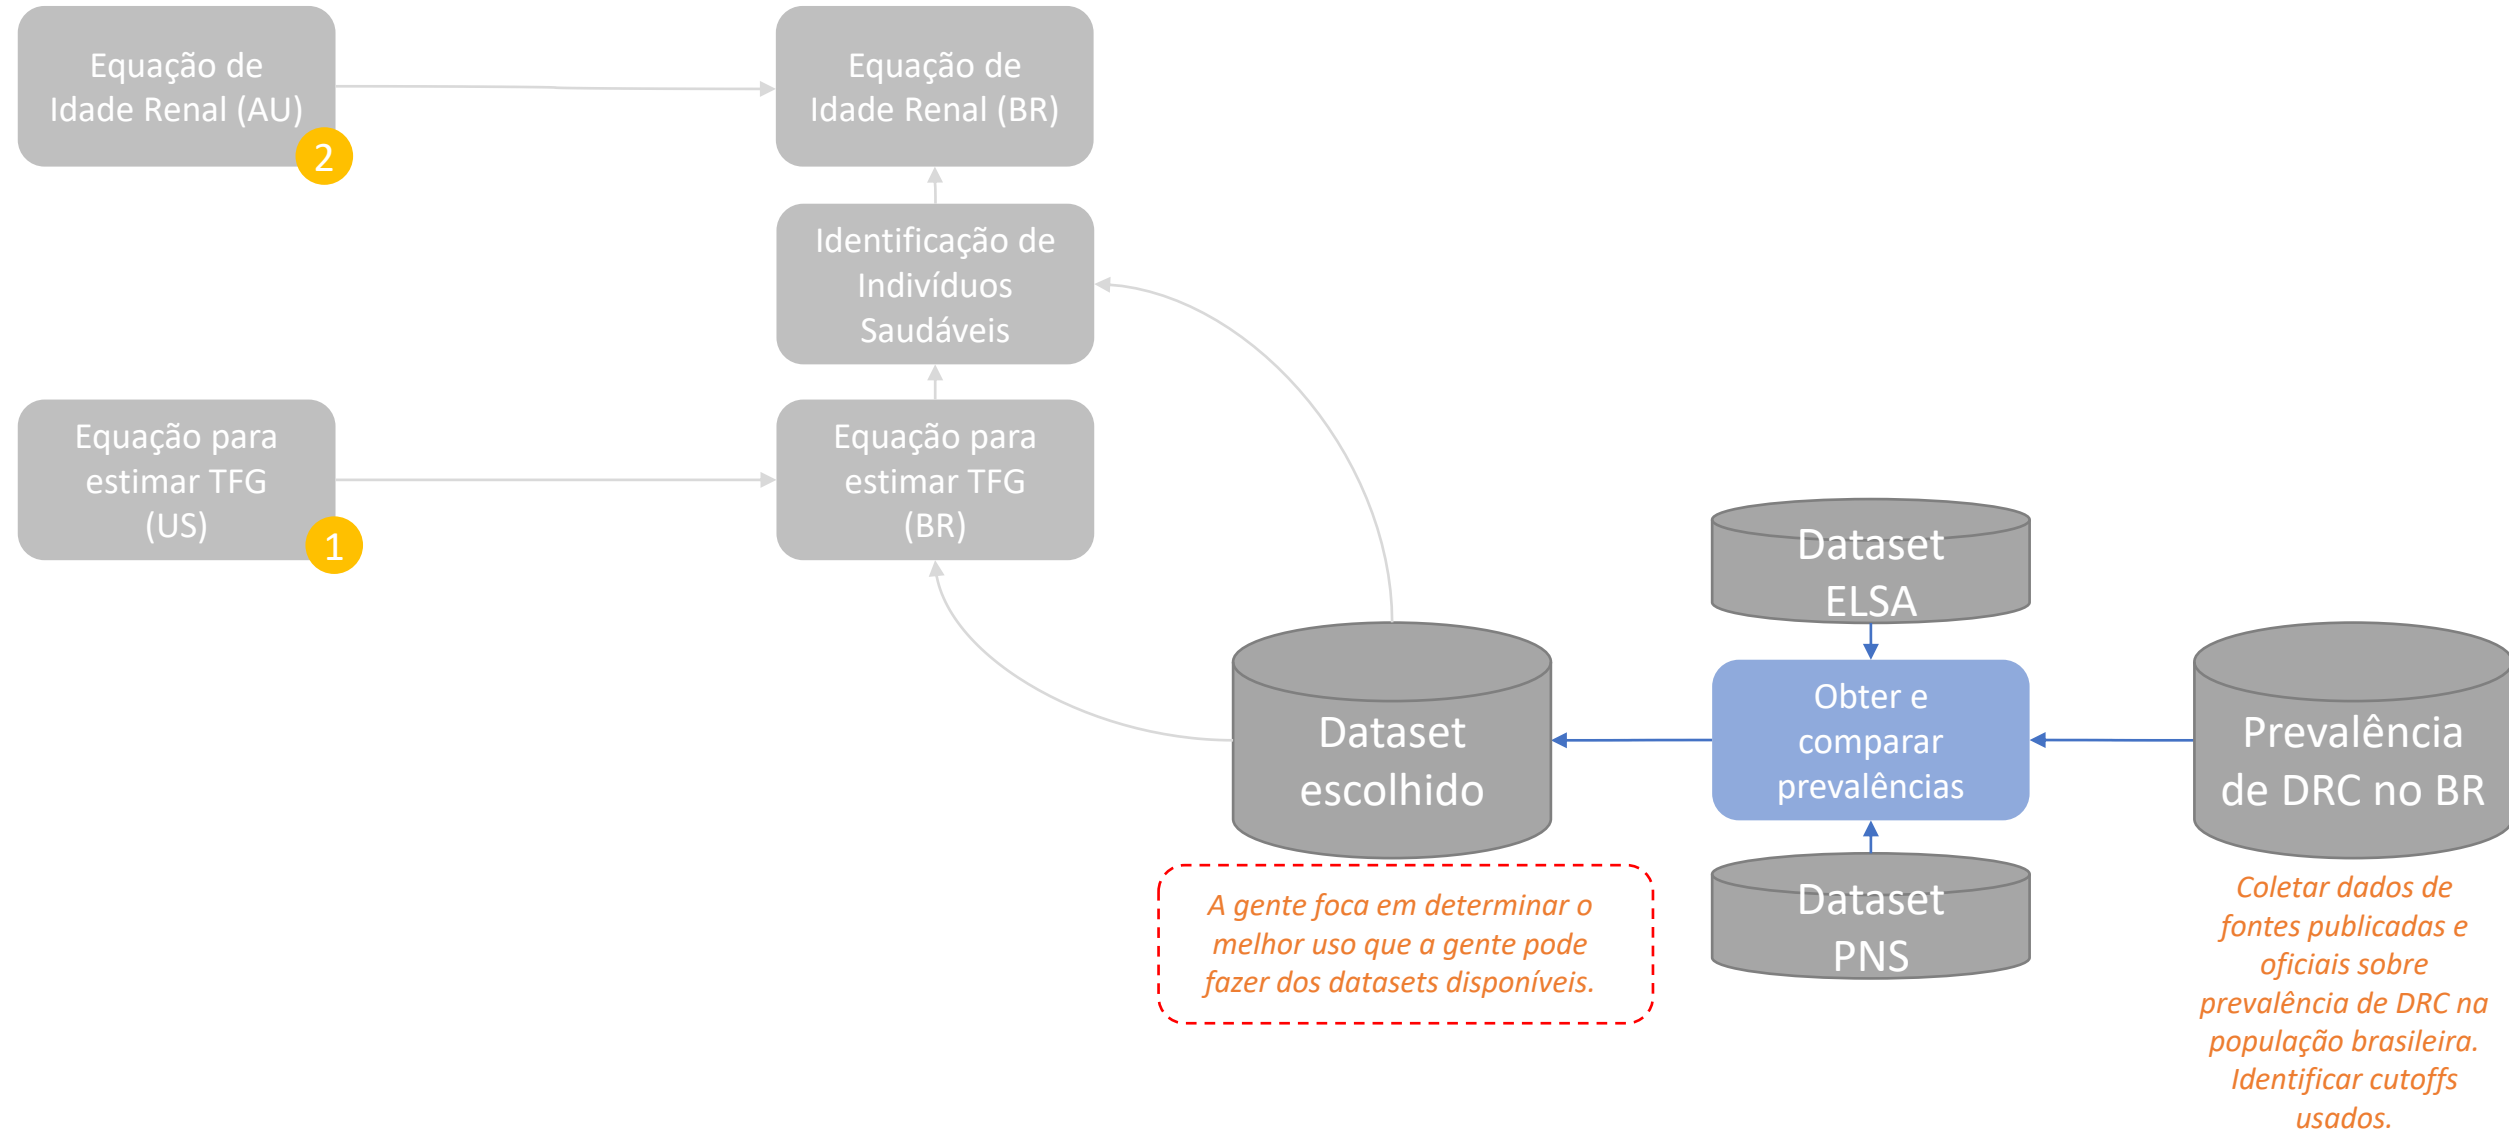 Equação de
Idade Renal (AU)
2
Equação de
Idade Renal (BR)
Identificação de
Indivíduos
Saudáveis
Equação para
estimar TFG
(US)
1
Equação para
estimar TFG
(BR)
Dataset
ELSA
Dataset
escolhido
Obter e
comparar
prevalências
Prevalência
de DRC no BR
Dataset
PNS
A gente foca em determinar o
melhor uso que a gente pode
fazer dos datasets disponíveis.
Coletar dados de
fontes publicadas e
oficiais sobre
prevalência de DRC na
população brasileira.
Identificar cutoffs
usados.